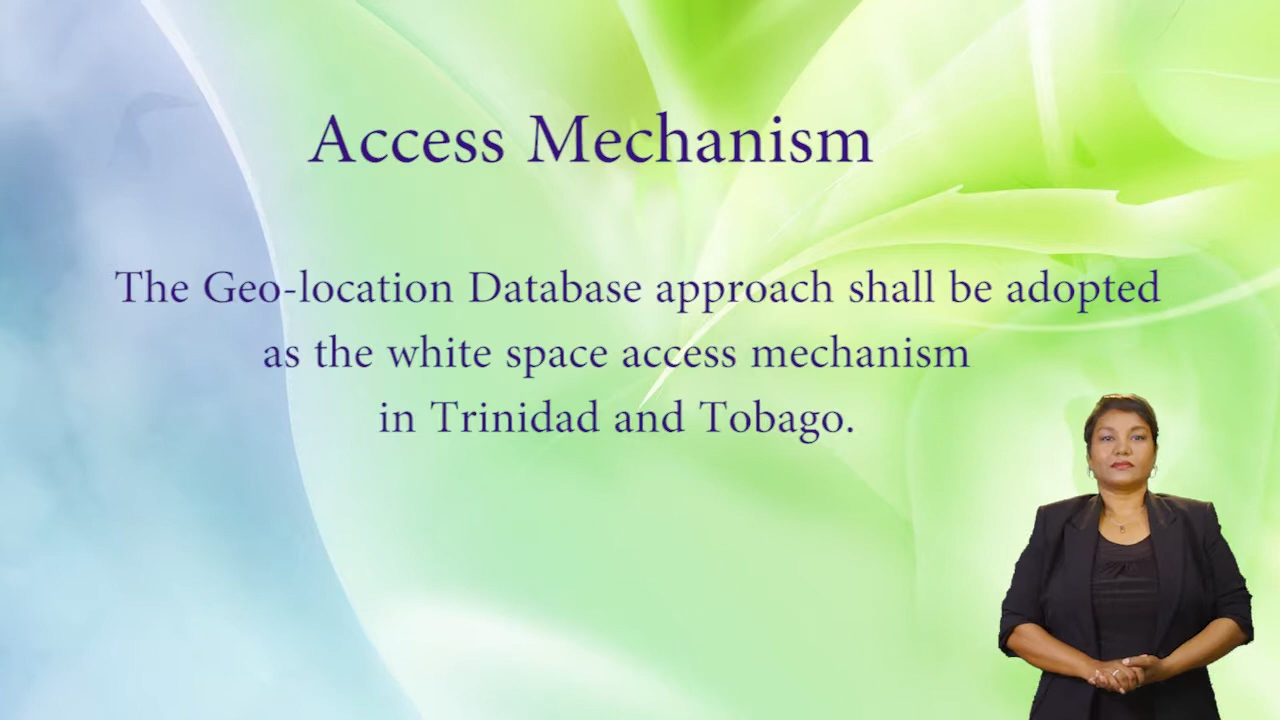 Access Mechanism
The Geo-location Database approach shall be adopted
as the white space access mechanism
in Trinidad and Tobago.